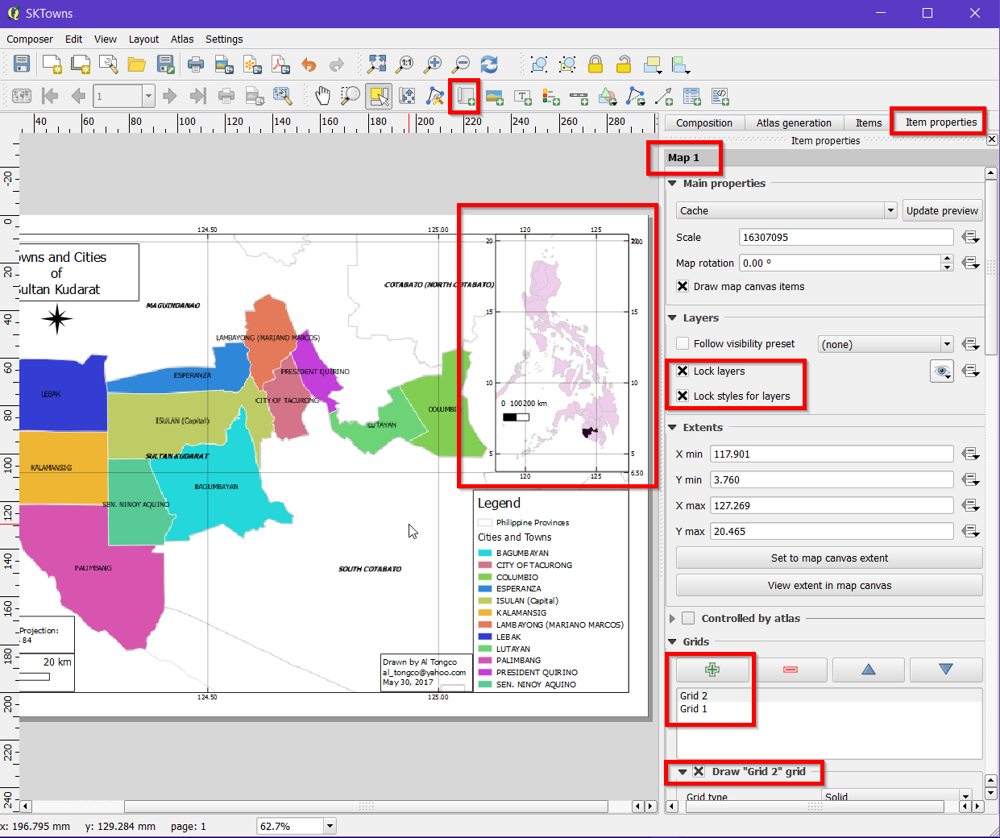 SKTowns
Composer Edit View Layout Atlas Settings
1:1
1
40 60 80 100 120 140 160 180 200 220 240 260 280
Composition Atlas generation Items Item properties
Item properties
Map 1
Main properties
Cache Update preview
Scale 16307095
Map rotation 0.00 °
Draw map canvas items
Layers
Follow visibility preset (none)
Lock layers
Lock styles for layers
Extents
X min 117.901
Y min 3.760
X max 127.269
Y max 20.465
Set to map canvas extent
View extent in map canvas
Controlled by atlas
Grids
Grid 2
Grid 1
Draw "Grid 2" grid
Grid type Solid
-20
0
20
40
60
80
100
120
140
160
180
200
220
240
124.50 125.00
120 125
20 20
15 15
10 10
5 5
6.50
120 125
0 100200 km
owns and Cities
of
ultan Kudarat
MAGUINDANAO
COTABATO (NORTH COTABATO)
LAMBAYONG (MARIANO MARCOS)
ESPERANZA
PRESIDENT QUIRINO
LEBAK
CITY OF TACURONG
COLUMBIO
ISULAN (Capital)
LUTAYAN
SULTAN KUDARAT
KALAMANSIG
BAGUMBAYAN
SEN. NINOY AQUINO
PALIMBANG
SOUTH COTABATO
Projection:
84
20 km
Drawn by Al Tongco
al_tongco@yahoo.com
May 30, 2017
124.50 125.00
Legend
Philippine Provinces
Cities and Towns
BAGUMBAYAN
CITY OF TACURONG
COLUMBIO
ESPERANZA
ISULAN (Capital)
KALAMANSIG
LAMBAYONG (MARIANO MARCOS)
LEBAK
LUTAYAN
PALIMBANG
PRESIDENT QUIRINO
SEN. NINOY AQUINO
x: 196.795 mm y: 129.284 mm page: 1 62.7%